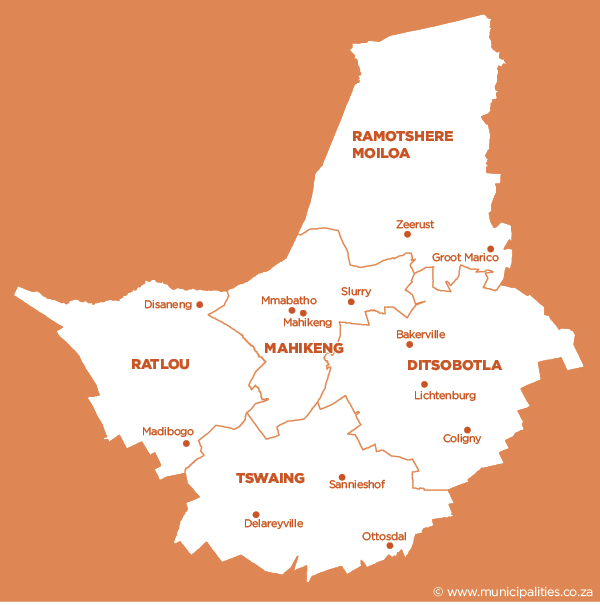 RAMOTSHERE
MOILOA
Zeerust
Groot Marico
Disaneng
Mmabatho
Slurry
Mahikeng
MAHIKENG
Bakerville
RATLOU
DITSOBOTLA
Lichtenburg
Madibogo
Coligny
TSWAING
Sannieshof
Delareyville
Ottosdal
© www.municipalities.co.za